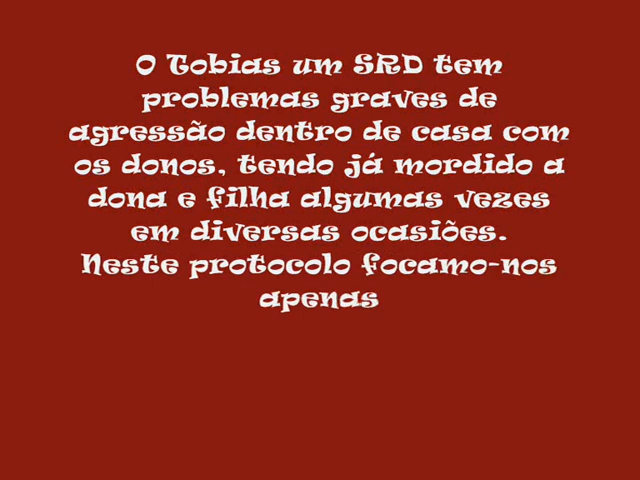 O Tobias um SRD tem
problemas graves de
agressão dentro de casa com
os donos, tendo já mordido a
dona e filha algumas vezes
em diversas ocasiões.
Neste protocolo focamo-nos
apenas